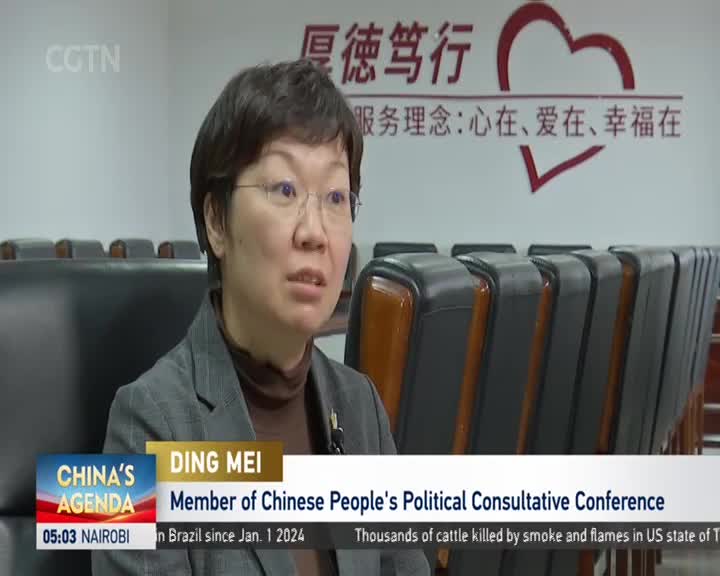 CGTN
厚德笃行
服务理念:心在、爱在、幸福在
DING MEI
CHINA'S
AGENDA
Member of Chinese People's Political Consultative Conference
05:03 NAIROBI
in Brazil since Jan. 1 2024 Thousands of cattle killed by smoke and flames in US state of